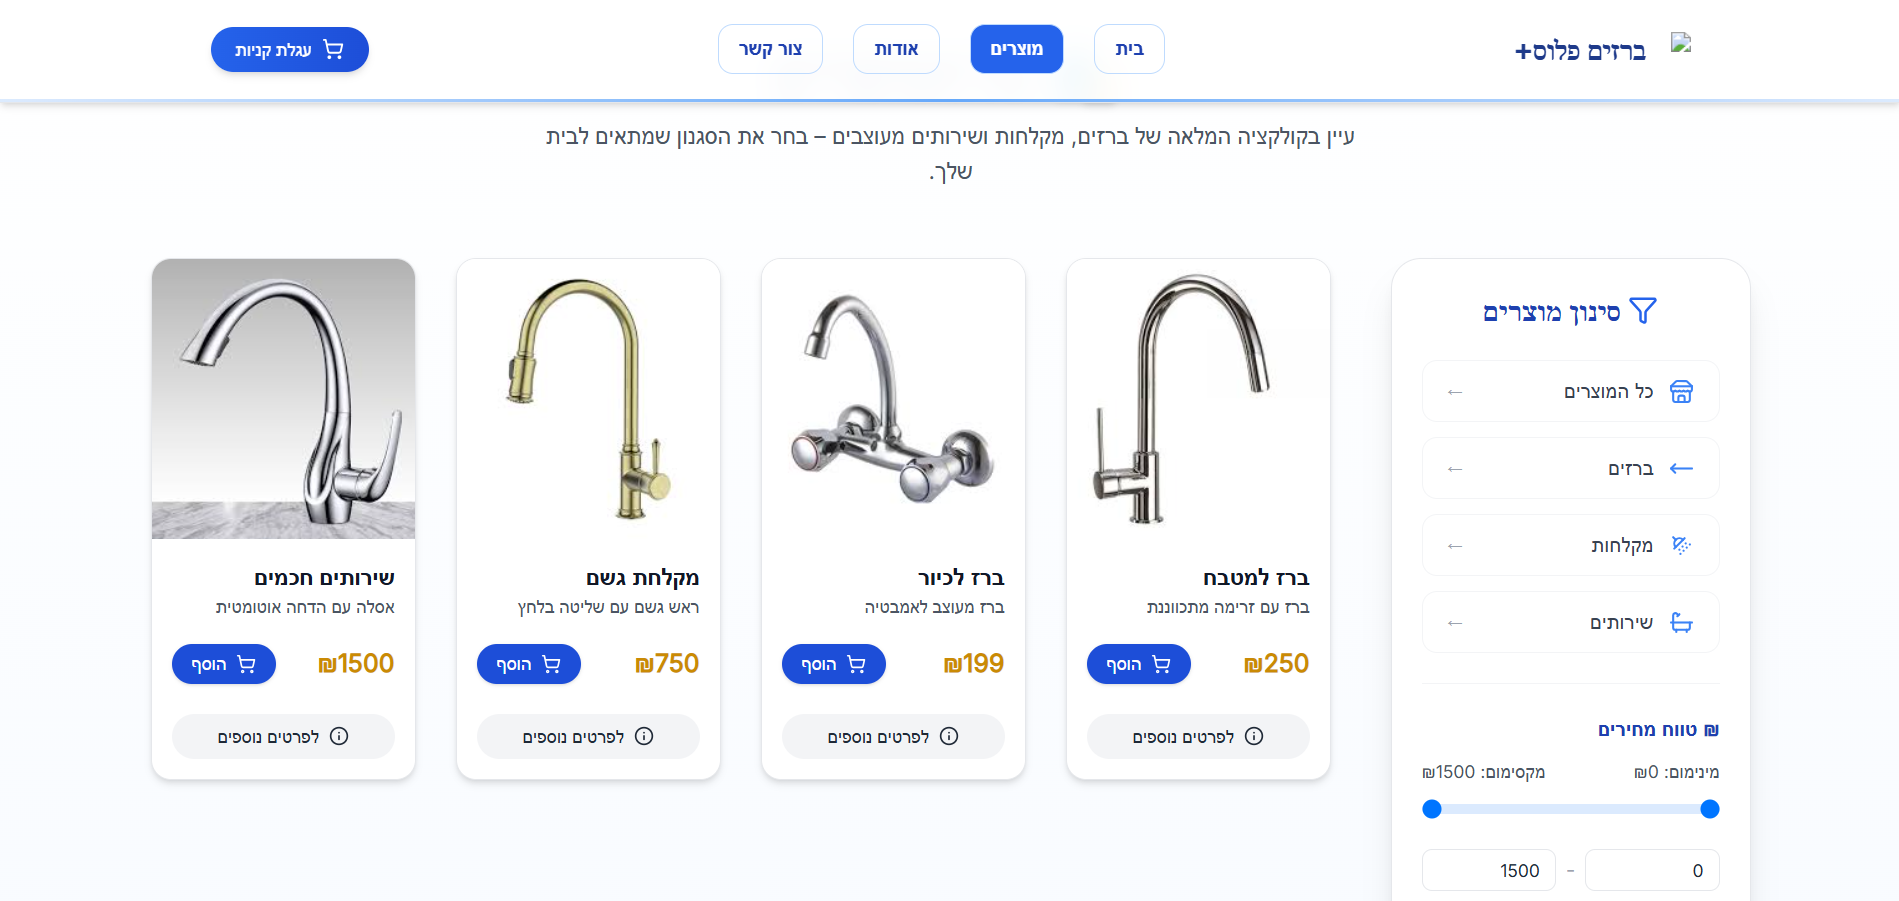 ברזים פלוס+
בית
מוצרים
אודות
צור קשר
עגלת קניות
עיין בקולקציה המלאה של ברזים, מקלחות ושירותים מעוצבים – בחר את הסגנון שמתאים לבית
שלך.
סינון מוצרים
כל המוצרים ←
ברזים ←
מקלחות ←
שירותים ←
₪ טווח מחירים
מינימום: ₪0
מקסימום: ₪1500
0 - 1500
ברז למטבח
ברז עם זרימה מתכווננת
₪250
הוסף
לפרטים נוספים
ברז לכיור
ברז מעוצב לאמבטיה
₪199
הוסף
לפרטים נוספים
מקלחת גשם
ראש גשם עם שליטה בלחץ
₪750
הוסף
לפרטים נוספים
שירותים חכמים
אסלה עם הדחה אוטומטית
₪1500
הוסף
לפרטים נוספים